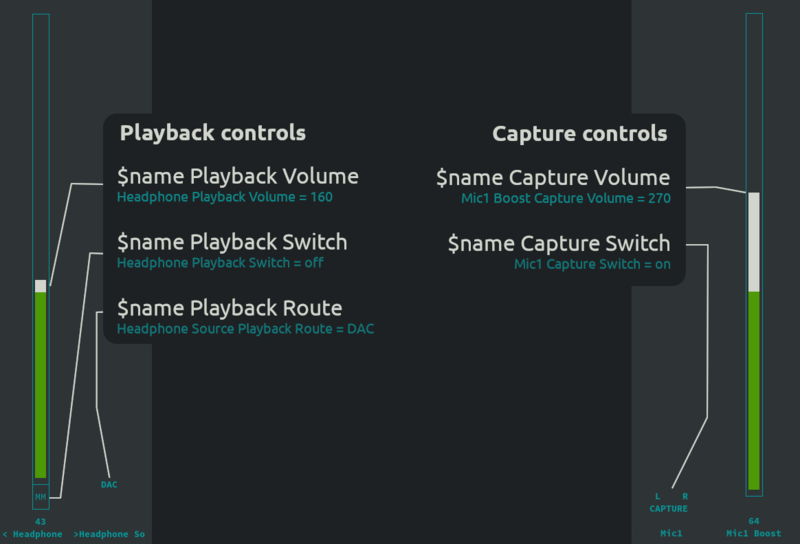 Playback controls
$name Playback Volume
Headphone Playback Volume = 160
$name Playback Switch
Headphone Playback Switch = off
$name Playback Route
Headphone Source Playback Route = DAC
Capture controls
$name Capture Volume
Mic1 Boost Capture Volume = 270
$name Capture Switch
Mic1 Capture Switch = on
MM
DAC
43
< Headphone >Headphone So
L R
CAPTURE
Mic1
64
Mic1 Boost